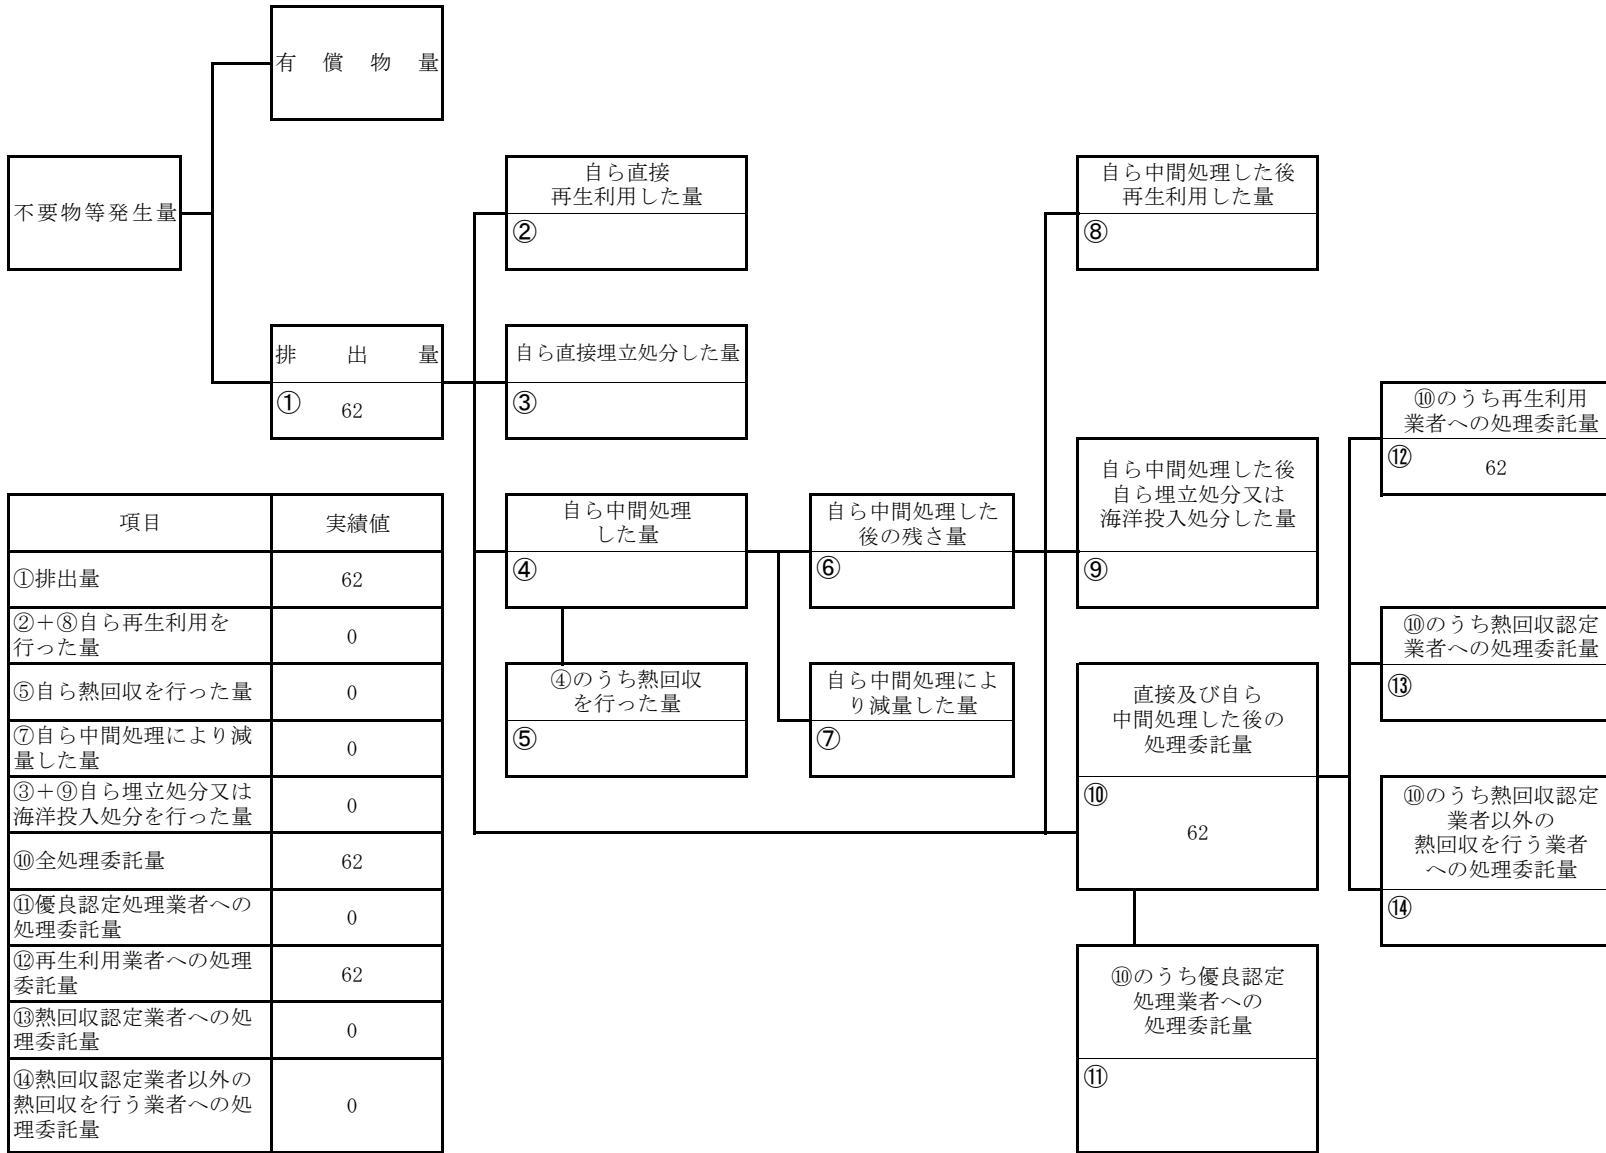 有償物量
不要物等発生量
自ら直接
再生利用した量
②
自ら中間処理した後
再生利用した量
⑧
排出量
① 62
自ら直接埋立処分した量
③
⑩のうち再生利用
業者への処理委託量
⑫ 62
自ら中間処理した後
自ら埋立処分又は
海洋投入処分した量
⑨
自ら中間処理
した量
④
自ら中間処理した
後の残さ量
⑥
⑩のうち熱回収認定
業者への処理委託量
⑬
④のうち熱回収
を行った量
⑤
自ら中間処理によ
り減量した量
⑦
直接及び自ら
中間処理した後の
処理委託量
⑩
62
⑩のうち熱回収認定
業者以外の
熱回収を行う業者
への処理委託量
⑭
⑩のうち優良認定
処理業者への
処理委託量
⑪
項目 実績値
①排出量 62
②＋⑧自ら再生利用を
行った量 0
⑤自ら熱回収を行った量 0
⑦自ら中間処理により減
量した量 0
③＋⑨自ら埋立処分又は
海洋投入処分を行った量 0
⑩全処理委託量 62
⑪優良認定処理業者への
処理委託量 0
⑫再生利用業者への処理
委託量 62
⑬熱回収認定業者への処
理委託量 0
⑭熱回収認定業者以外の
熱回収を行う業者への処
理委託量 0